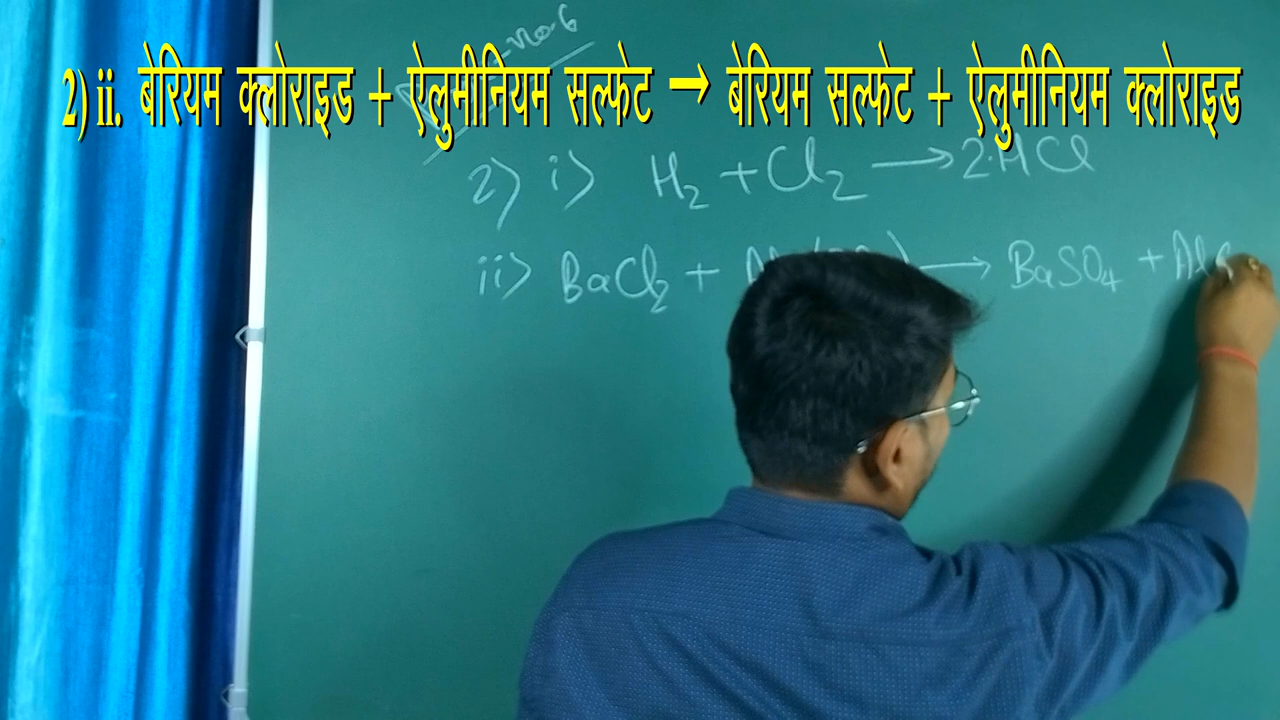 2) ii. बेरियम क्लोराइड + ऐलुमीनियम सल्फेट → बेरियम सल्फेट + ऐलुमीनियम क्लोराइड
2) i) H₂ + Cl₂ → 2HCl
ii) BaCl₂ + → BaSO₄ +